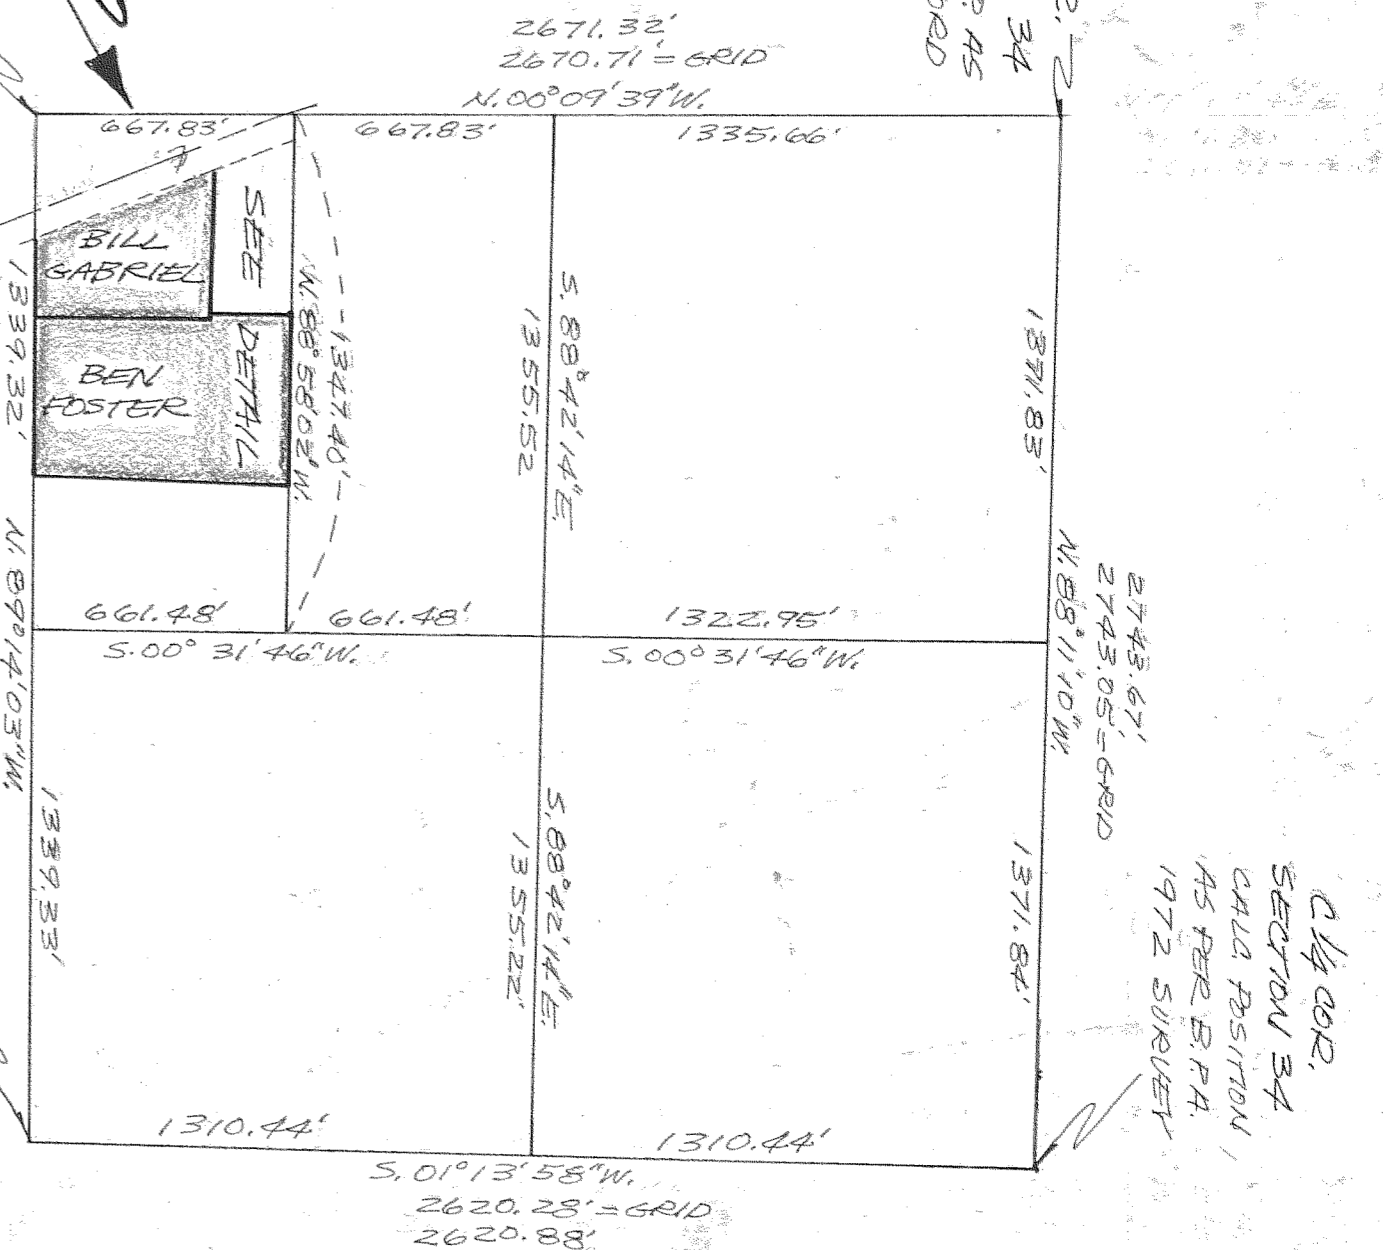 2.
34
P. AS
ORD
2671.32'
2670.71' = GRID
N.00°09'39"W.
667.83'
667.83'
1335.66'
SEE
DETAIL
BILL
GABRIEL
BEN
FOSTER
1339.32'
N. 89°14'03"W.
1339.33'
N. 88°58'02"W.
1347.40'
1355.52
S. 88°42'14"E.
1371.83'
N. 88°11'10"W.
2743.67'
2743.05 = GRID
661.48'
661.48'
1322.95'
S. 00° 31' 46"W.
S. 00° 31' 46"W.
1355.22"
S. 88°42'14"E.
1371.84'
C 1/4 COR.
SECTION 34
CALC. POSITION
AS PER B.P.A.
1972 SURVEY
1310.44'
1310.44'
S. 01°13'58"W.
2620.28' = GRID
2620.88'